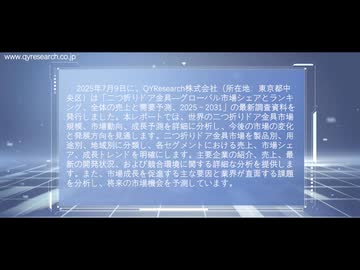 www.qyresearch.co.jp
2025年7月9日に、QYResearch株式会社（所在地　東京都中
央区）は「二つ折りドア金具―グローバル市場シェアとランキ
ング、全体の売上と需要予測、2025～2031」の最新調査資料を
発行しました。本レポートでは、世界の二つ折りドア金具市場
規模、市場動向、成長予測を詳細に分析し、今後の市場の変化
と発展方向を見通します。二つ折りドア金具市場を製品別、用
途別、地域別に分類し、各セグメントにおける売上、市場シェ
ア、成長トレンドを明確にします。主要企業の紹介、売上、最
新の開発状況、および競合環境に関する詳細な分析を提供しま
す。また、市場成長を促進する主な要因と業界が直面する課題
を分析し、将来の市場機会を予測しています。